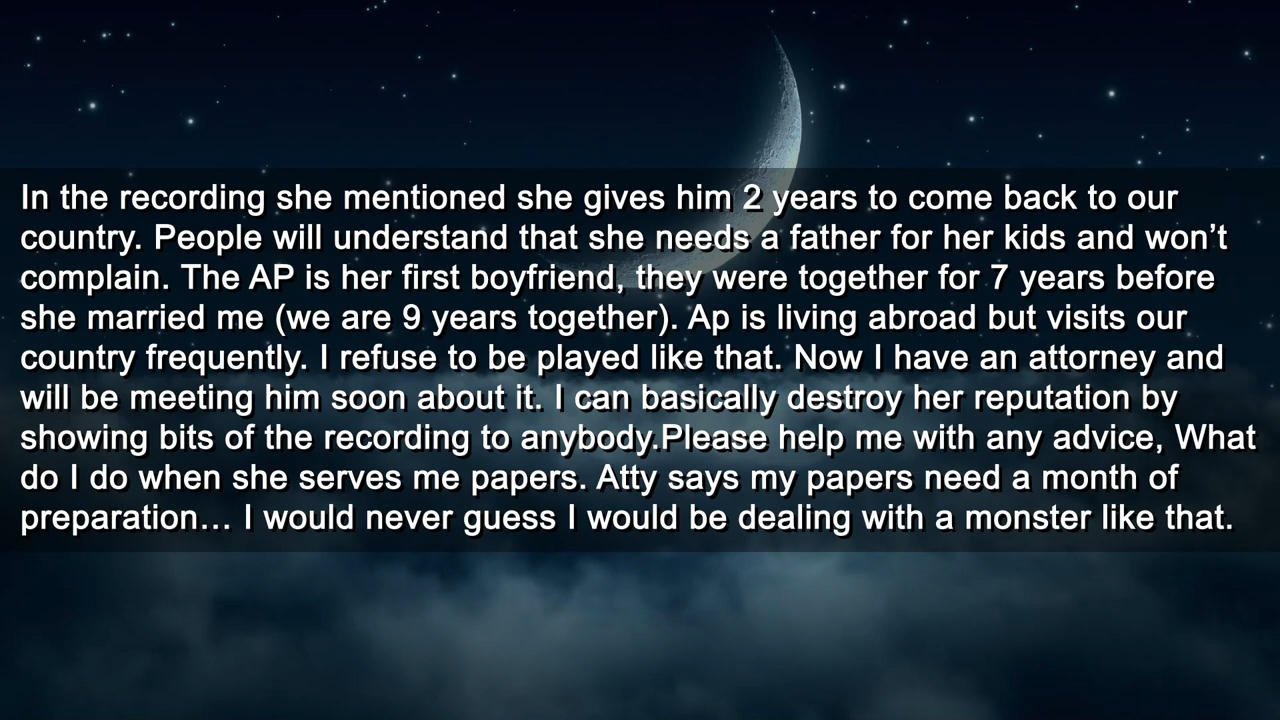 In the recording she mentioned she gives him 2 years to come back to our
country. People will understand that she needs a father for her kids and won’t
complain. The AP is her first boyfriend, they were together for 7 years before
she married me (we are 9 years together). Ap is living abroad but visits our
country frequently. I refuse to be played like that. Now I have an attorney and
will be meeting him soon about it. I can basically destroy her reputation by
showing bits of the recording to anybody.Please help me with any advice, What
do I do when she serves me papers. Atty says my papers need a month of
preparation… I would never guess I would be dealing with a monster like that.